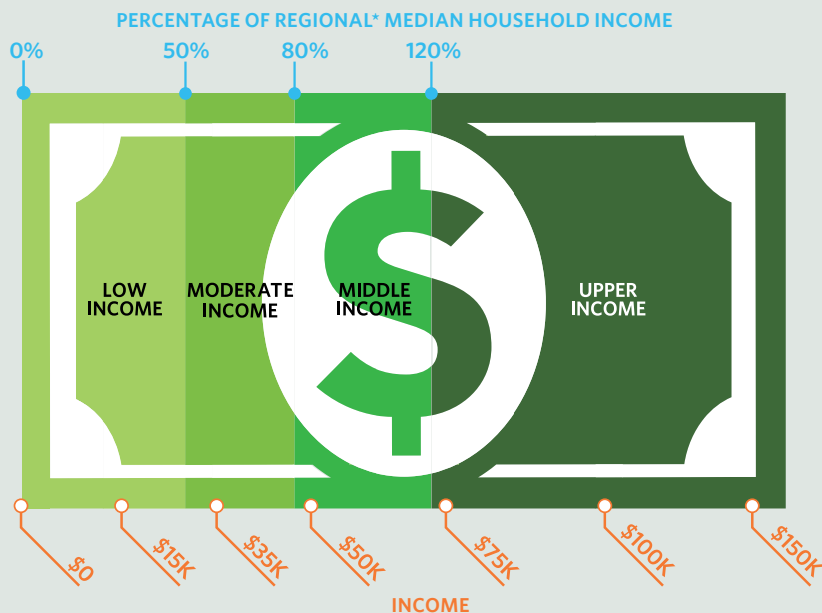 PERCENTAGE OF REGIONAL* MEDIAN HOUSEHOLD INCOME
0% 50% 80% 120%
LOW INCOME
MODERATE INCOME
MIDDLE INCOME
UPPER INCOME
$0 $15K $35K $50K $75K $100K $150K
INCOME